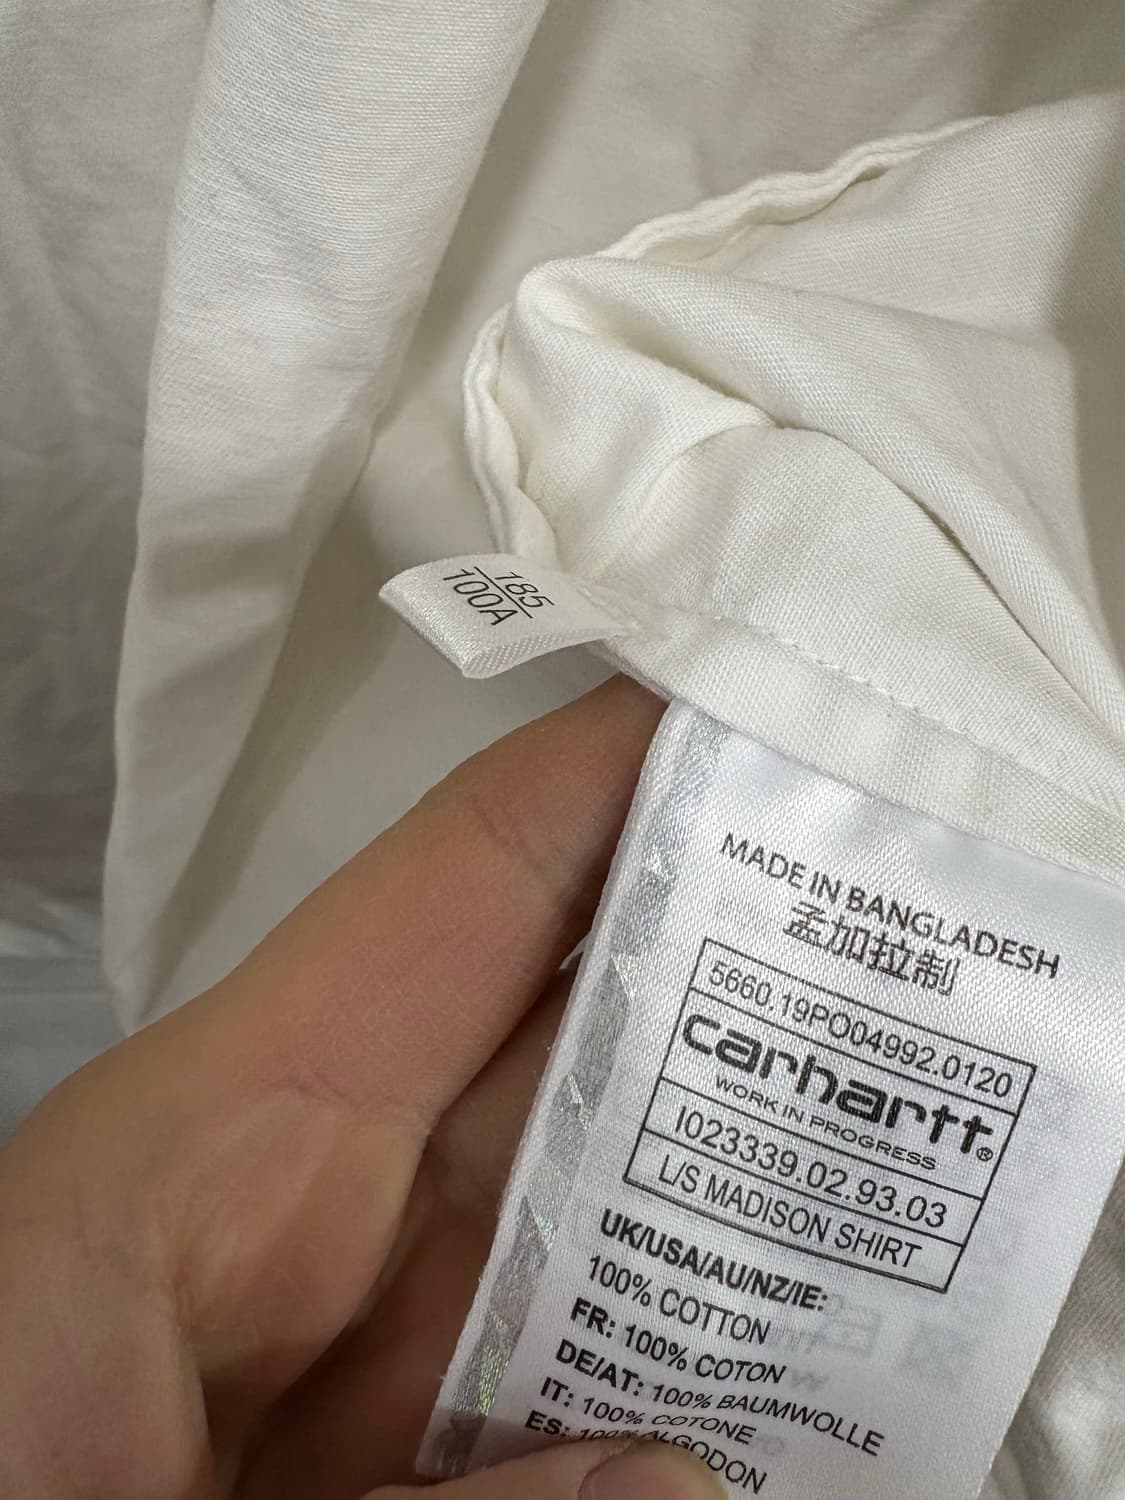 185
100A
MADE IN BANGLADESH
孟加拉制
5660.19PO04992.0120
carhartt®
WORK IN PROGRESS
I023339.02.93.03
L/S MADISON SHIRT
UK/USA/AU/NZ/IE:
100% COTTON
FR: 100% COTON
DE/AT: 100% BAUMWOLLE
IT: 100% COTONE
ES: 100% ALGODON